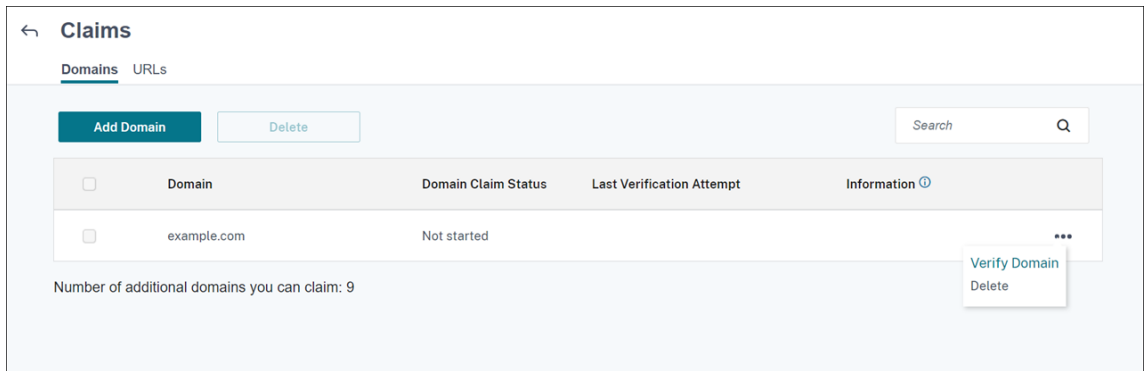 Claims
Domains URLs
Add Domain Delete Search
Domain Domain Claim Status Last Verification Attempt Information
example.com Not started
Verify Domain
Delete
Number of additional domains you can claim: 9